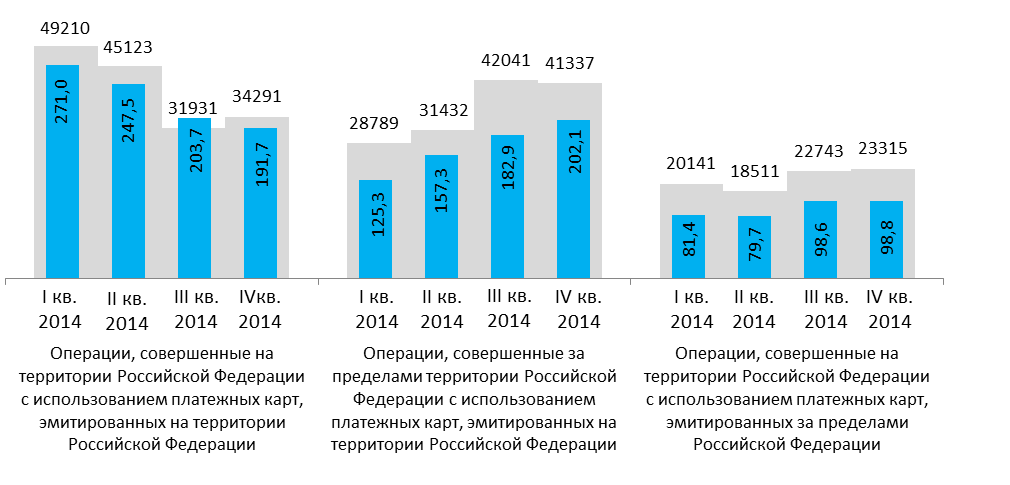 49210
45123
31931
34291
271,0
247,5
203,7
191,7
28789
31432
42041
41337
125,3
157,3
182,9
202,1
20141
18511
22743
23315
81,4
79,7
98,6
98,8
I кв.
2014
II кв.
2014
III кв.
2014
IVкв.
2014
I кв.
2014
II кв.
2014
III кв.
2014
IV кв.
2014
I кв.
2014
II кв.
2014
III кв.
2014
IV кв.
2014
Операции, совершенные на
территории Российской Федерации
с использованием платежных карт,
эмитированных на территории
Российской Федерации
Операции, совершенные за
пределами территории Российской
Федерации с использованием
платежных карт, эмитированных на
территории Российской Федерации
Операции, совершенные на
территории Российской Федерации
с использованием платежных карт,
эмитированных за пределами
Российской Федерации